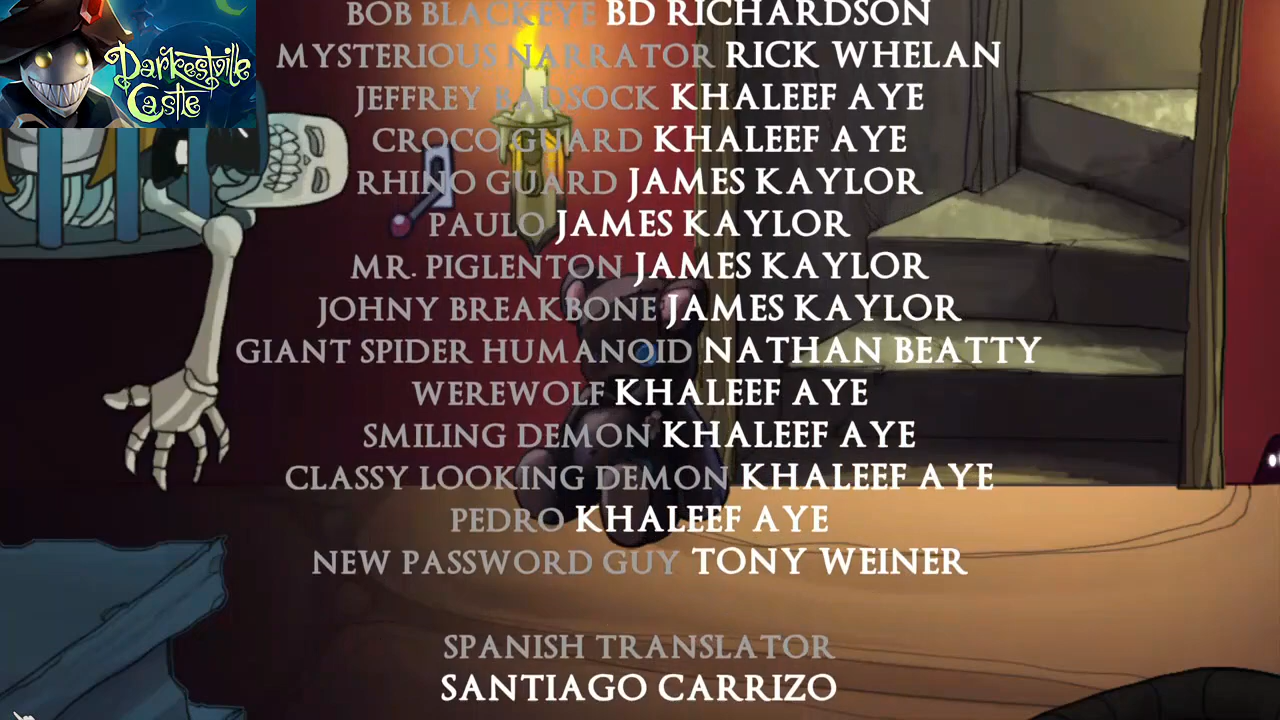 BOB BLACKEYE BD RICHARDSON
Darkestville
Castle
MYSTERIOUS NARRATOR RICK WHELAN
JEFFREY BADSOCK KHALEEF AYE
CROCO GUARD KHALEEF AYE
RHINO GUARD JAMES KAYLOR
PAULO JAMES KAYLOR
MR. PIGLENTON JAMES KAYLOR
JOHNY BREAKBONE JAMES KAYLOR
GIANT SPIDER HUMANOID NATHAN BEATTY
WEREWOLF KHALEEF AYE
SMILING DEMON KHALEEF AYE
CLASSY LOOKING DEMON KHALEEF AYE
PEDRO KHALEEF AYE
NEW PASSWORD GUY TONY WEINER
SPANISH TRANSLATOR
SANTIAGO CARRIZO